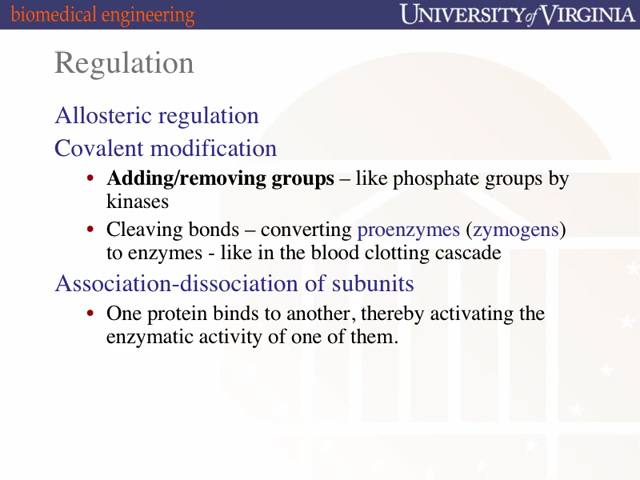 biomedical engineering
UNIVERSITY of VIRGINIA
Regulation
Allosteric regulation
Covalent modification
• Adding/removing groups – like phosphate groups by
kinases
• Cleaving bonds – converting proenzymes (zymogens)
to enzymes - like in the blood clotting cascade
Association-dissociation of subunits
• One protein binds to another, thereby activating the
enzymatic activity of one of them.